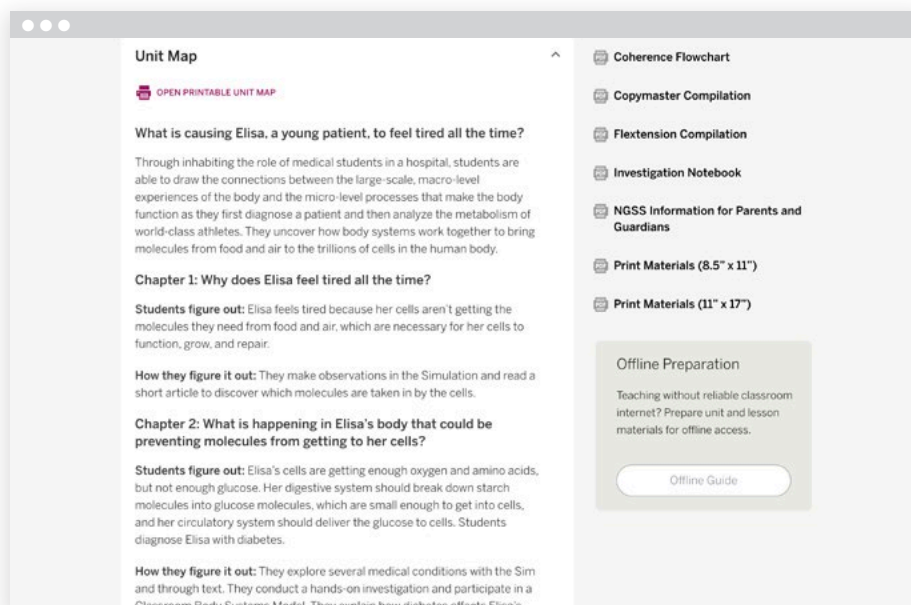 Unit Map
OPEN PRINTABLE UNIT MAP
What is causing Elisa, a young patient, to feel tired all the time?
Through inhabiting the role of medical students in a hospital, students are
able to draw the connections between the large-scale, macro-level
experiences of the body and the micro-level processes that make the body
function as they first diagnose a patient and then analyze the metabolism of
world-class athletes. They uncover how body systems work together to bring
molecules from food and air to the trillions of cells in the human body.
Chapter 1: Why does Elisa feel tired all the time?
Students figure out: Elisa feels tired because her cells aren't getting the
molecules they need from food and air, which are necessary for her cells to
function, grow, and repair.
How they figure it out: They make observations in the Simulation and read a
short article to discover which molecules are taken in by the cells.
Chapter 2: What is happening in Elisa's body that could be
preventing molecules from getting to her cells?
Students figure out: Elisa's cells are getting enough oxygen and amino acids,
but not enough glucose. Her digestive system should break down starch
molecules into glucose molecules, which are small enough to get into cells,
and her circulatory system should deliver the glucose to cells. Students
diagnose Elisa with diabetes.
How they figure it out: They explore several medical conditions with the Sim
and through text. They conduct a hands-on investigation and participate in a
Classroom Body Systems Model. They explain how diabetes affects Elisa's
Coherence Flowchart
Copymaster Compilation
Flextension Compilation
Investigation Notebook
NGSS Information for Parents and
Guardians
Print Materials (8.5" x 11")
Print Materials (11" x 17")
Offline Preparation
Teaching without reliable classroom
internet? Prepare unit and lesson
materials for offline access.
Offline Guide